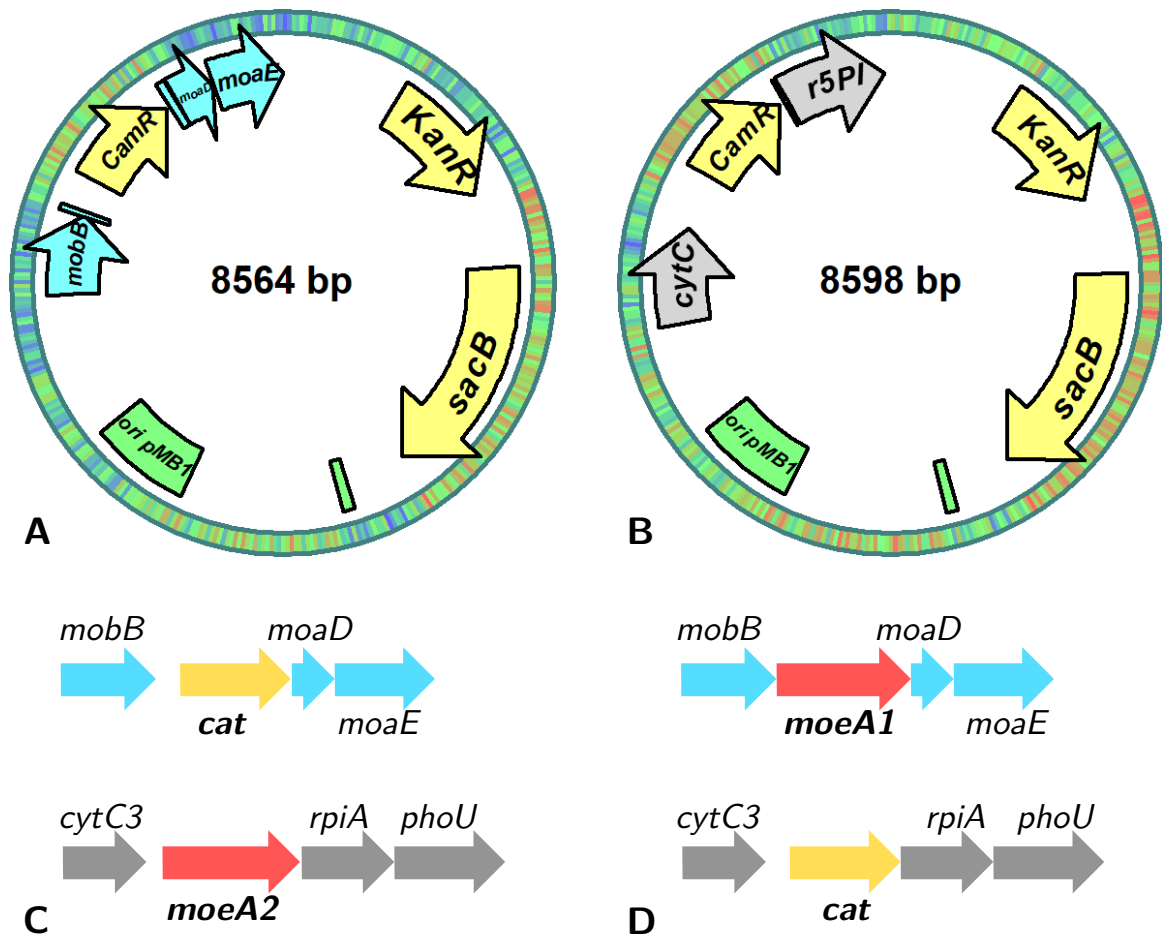 moaD
moaE
CamR
KanR
mobB
8564 bp
sacB
ori pMB1
A
r5PI
CamR
KanR
cytC
8598 bp
sacB
ori pMB1
B
mobB moaD
cat moaE
mobB moaD
moeA1 moaE
cytC3 rpiA phoU
moeA2
C
cytC3 rpiA phoU
cat
D